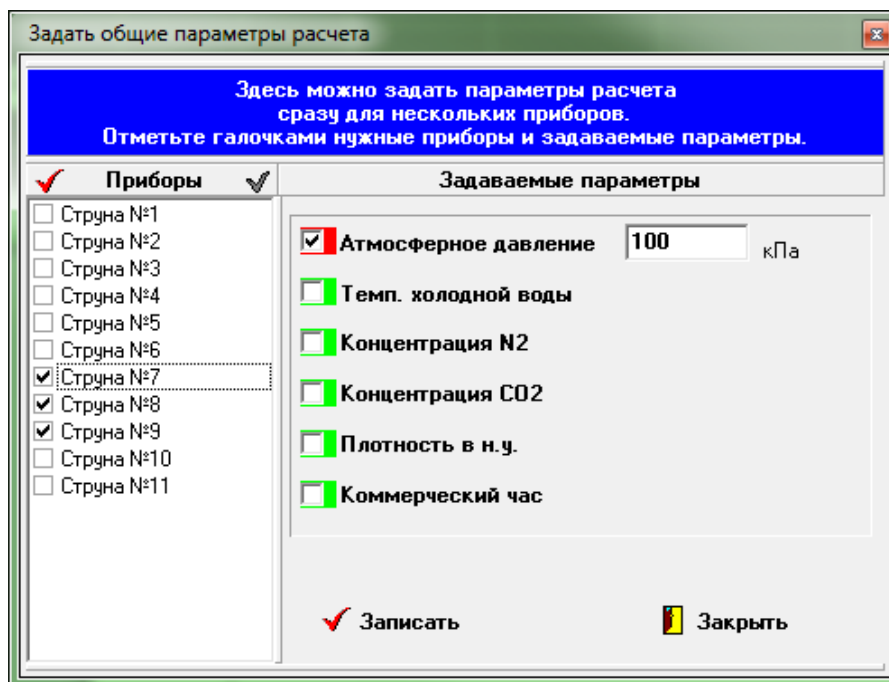 Задать общие параметры расчета
Здесь можно задать параметры расчета
сразу для нескольких приборов.
Отметьте галочками нужные приборы и задаваемые параметры.
Приборы
Задаваемые параметры
Струна №1
Струна №2
Струна №3
Струна №4
Струна №5
Струна №6
Струна №7
Струна №8
Струна №9
Струна №10
Струна №11
Атмосферное давление 100 кПа
Темп. холодной воды
Концентрация N2
Концентрация CO2
Плотность в н.у.
Коммерческий час
Записать
Закрыть